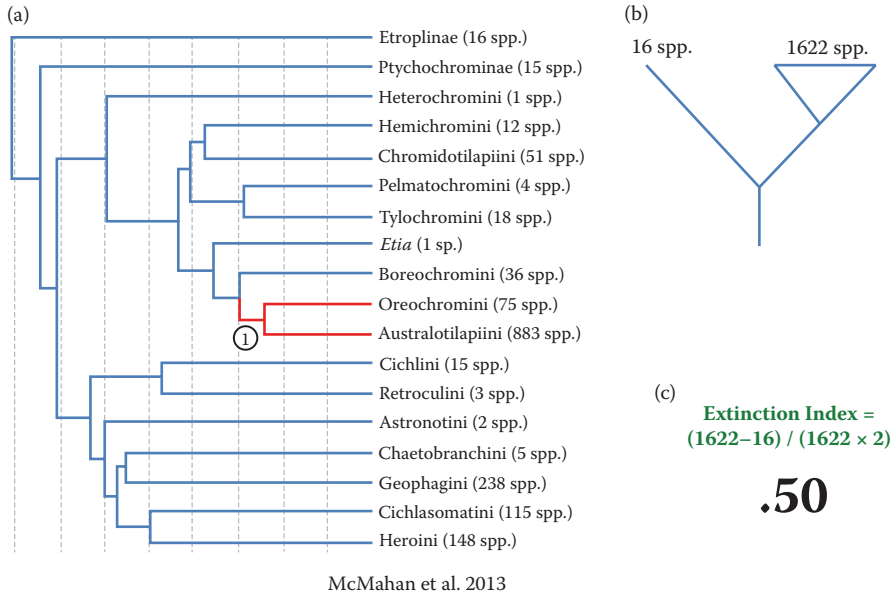 (a)
Etroplinae (16 spp.)
Ptychochrominae (15 spp.)
Heterochromini (1 spp.)
Hemichromini (12 spp.)
Chromidotilapiini (51 spp.)
Pelmatochromini (4 spp.)
Tylochromini (18 spp.)
Etia (1 sp.)
Boreochromini (36 spp.)
Oreochromini (75 spp.)
Australotilapiini (883 spp.)
1
Cichlini (15 spp.)
Retroculini (3 spp.)
Astronotini (2 spp.)
Chaetobranchini (5 spp.)
Geophagini (238 spp.)
Cichlasomatini (115 spp.)
Heroini (148 spp.)
(b)
16 spp.
1622 spp.
(c)
Extinction Index =
(1622–16) / (1622 × 2)
.50
McMahan et al. 2013